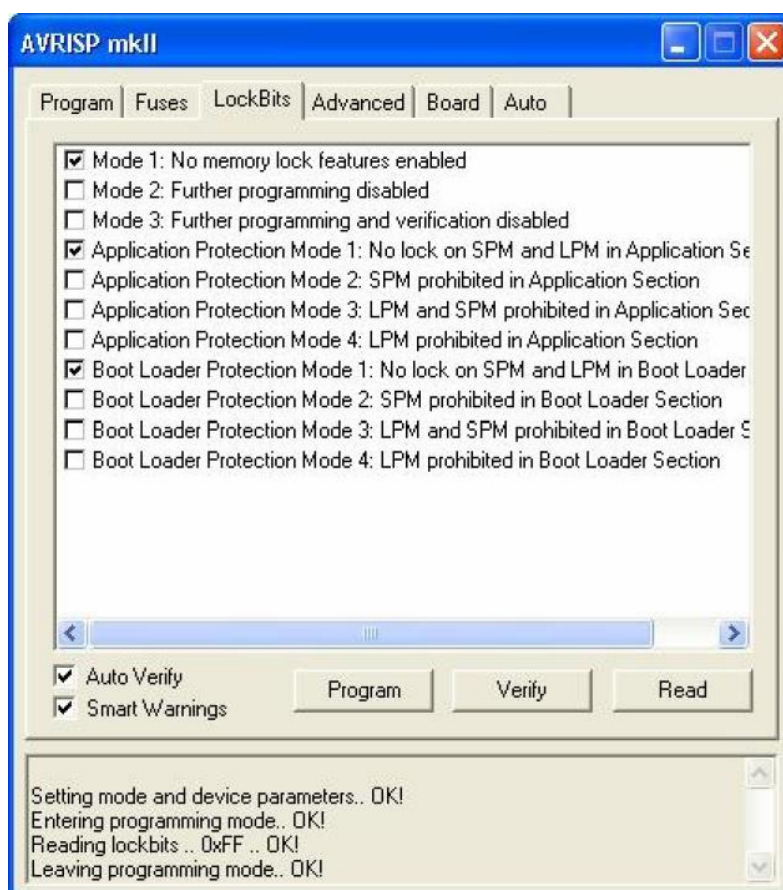 AVRISP mkII
Program Fuses LockBits Advanced Board Auto
Mode 1: No memory lock features enabled
Mode 2: Further programming disabled
Mode 3: Further programming and verification disabled
Application Protection Mode 1: No lock on SPM and LPM in Application Se
Application Protection Mode 2: SPM prohibited in Application Section
Application Protection Mode 3: LPM and SPM prohibited in Application Sec
Application Protection Mode 4: LPM prohibited in Application Section
Boot Loader Protection Mode 1: No lock on SPM and LPM in Boot Loader
Boot Loader Protection Mode 2: SPM prohibited in Boot Loader Section
Boot Loader Protection Mode 3: LPM and SPM prohibited in Boot Loader S
Boot Loader Protection Mode 4: LPM prohibited in Boot Loader Section
Auto Verify
Smart Warnings
Program Verify Read
Setting mode and device parameters.. OK!
Entering programming mode.. OK!
Reading lockbits .. 0xFF .. OK!
Leaving programming mode.. OK!